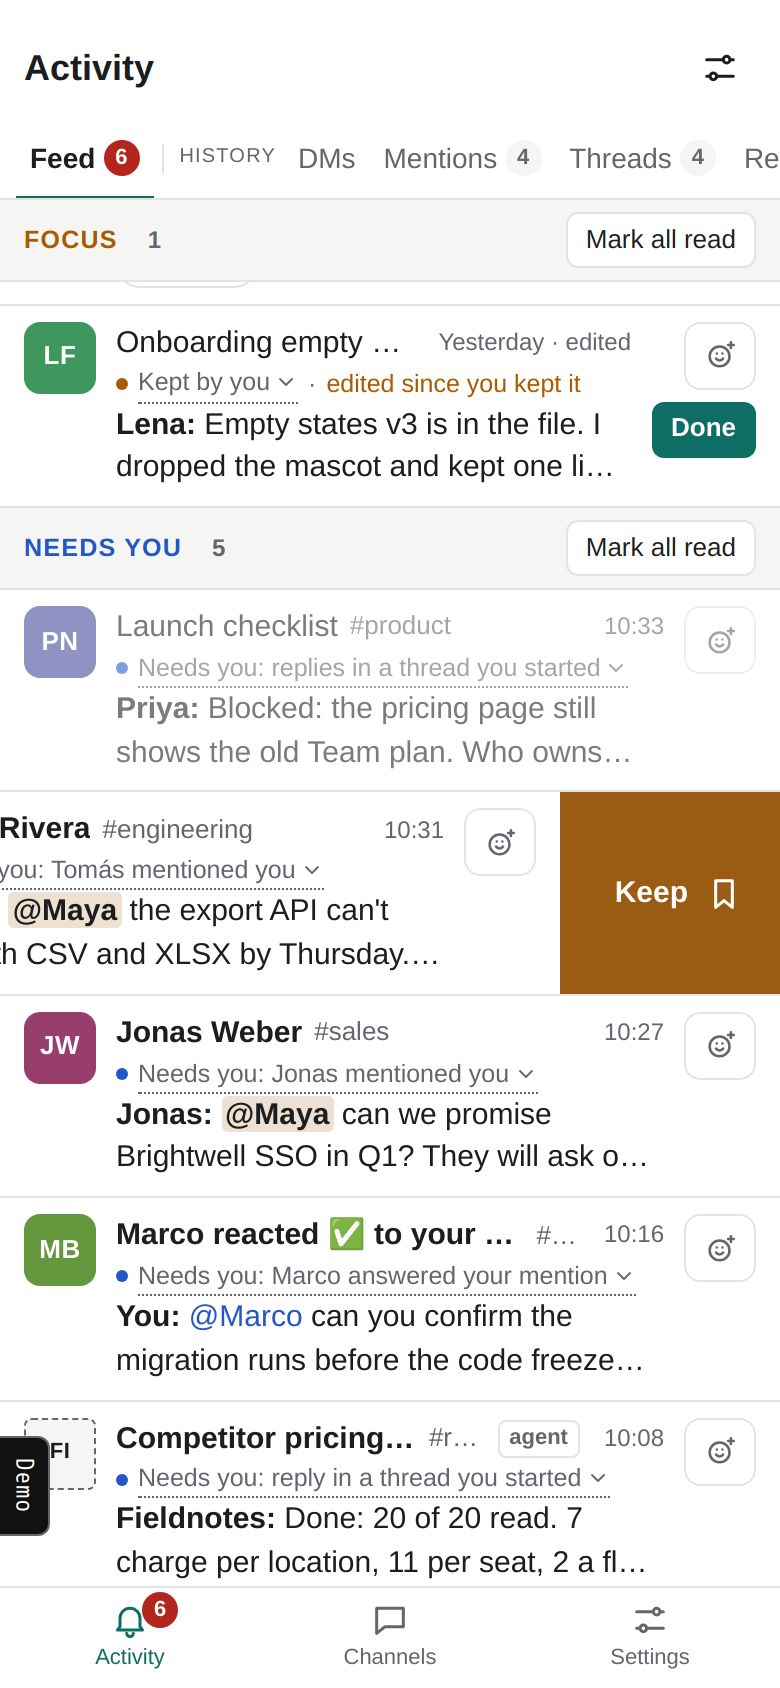 Activity
Feed 6 HISTORY DMs Mentions 4 Threads 4 Re
FOCUS 1 Mark all read
LF Onboarding empty … Yesterday · edited
Kept by you · edited since you kept it
Lena: Empty states v3 is in the file. I
dropped the mascot and kept one li…
Done
NEEDS YOU 5 Mark all read
PN Launch checklist #product 10:33
Needs you: replies in a thread you started
Priya: Blocked: the pricing page still
shows the old Team plan. Who owns…
Rivera #engineering 10:31
you: Tomás mentioned you
@Maya the export API can't
h CSV and XLSX by Thursday.…
Keep
JW Jonas Weber #sales 10:27
Needs you: Jonas mentioned you
Jonas: @Maya can we promise
Brightwell SSO in Q1? They will ask o…
MB Marco reacted ✅ to your … #… 10:16
Needs you: Marco answered your mention
You: @Marco can you confirm the
migration runs before the code freeze…
FI Competitor pricing… #r… agent 10:08
Needs you: reply in a thread you started
Fieldnotes: Done: 20 of 20 read. 7
charge per location, 11 per seat, 2 a fl…
Demo
6
Activity Channels Settings